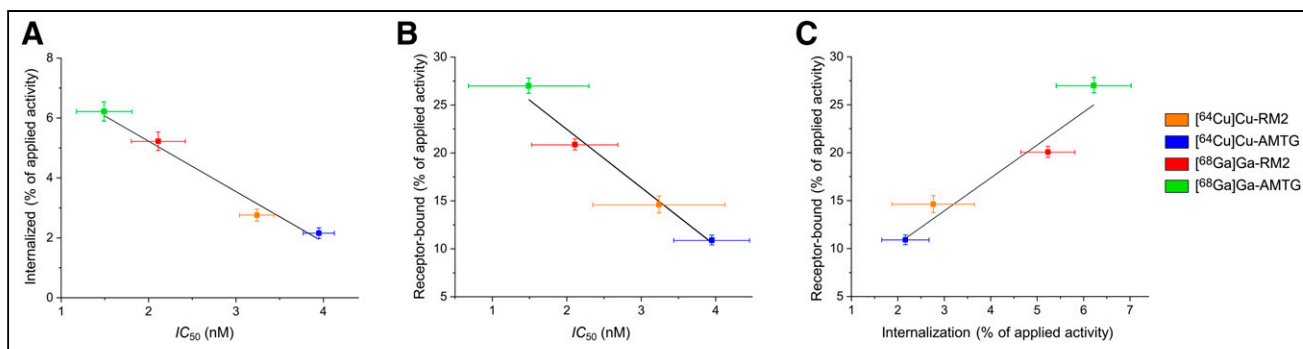 A
Internalized (% of applied activity)
8
6
4
2
0
1 2 3 4
IC50 (nM)
B
Receptor-bound (% of applied activity)
30
25
20
15
10
5
1 2 3 4
IC50 (nM)
C
Receptor-bound (% of applied activity)
30
25
20
15
10
5
1 2 3 4 5 6 7
Internalization (% of applied activity)
[⁶⁴Cu]Cu-RM2
[⁶⁴Cu]Cu-AMTG
[⁶⁸Ga]Ga-RM2
[⁶⁸Ga]Ga-AMTG